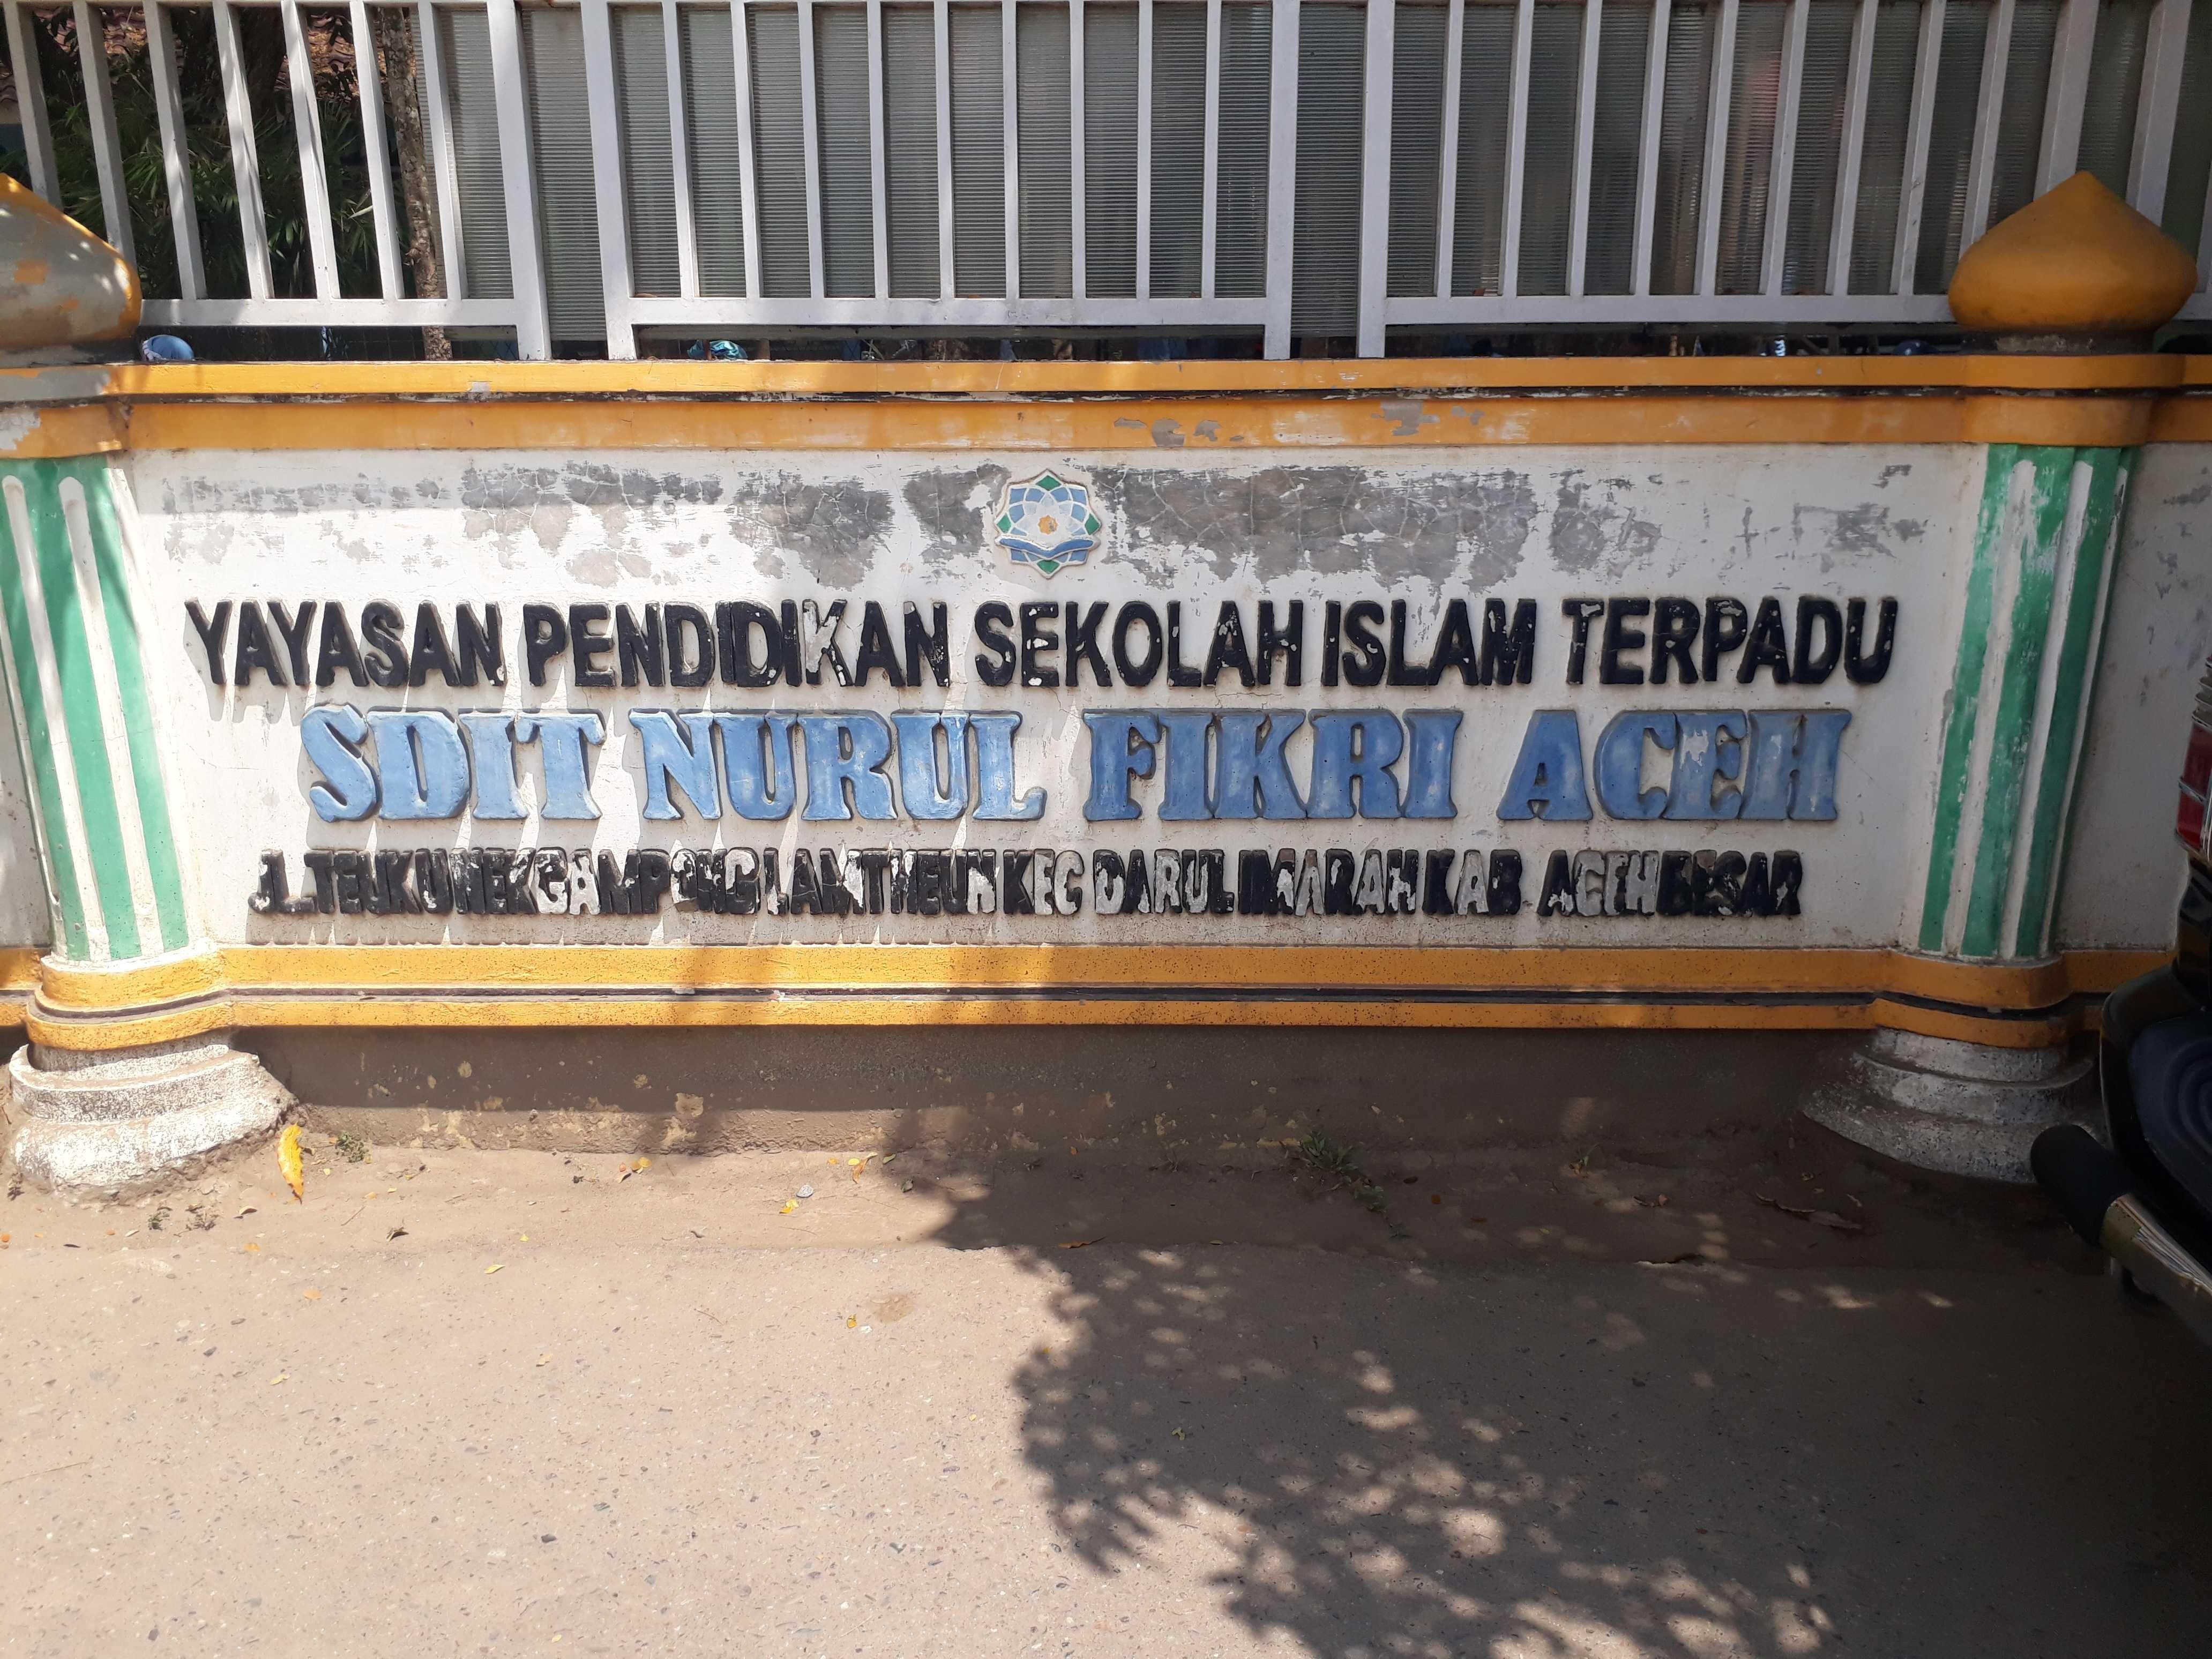 YAYASAN PENDIDIKAN SEKOLAH ISLAM TERPADU
SDIT NURUL FIKRI ACEH
JL.TEUKU NEK GAMPONG LAMTHEUN KEC DARUL IMARAH KAB ACEH BESAR